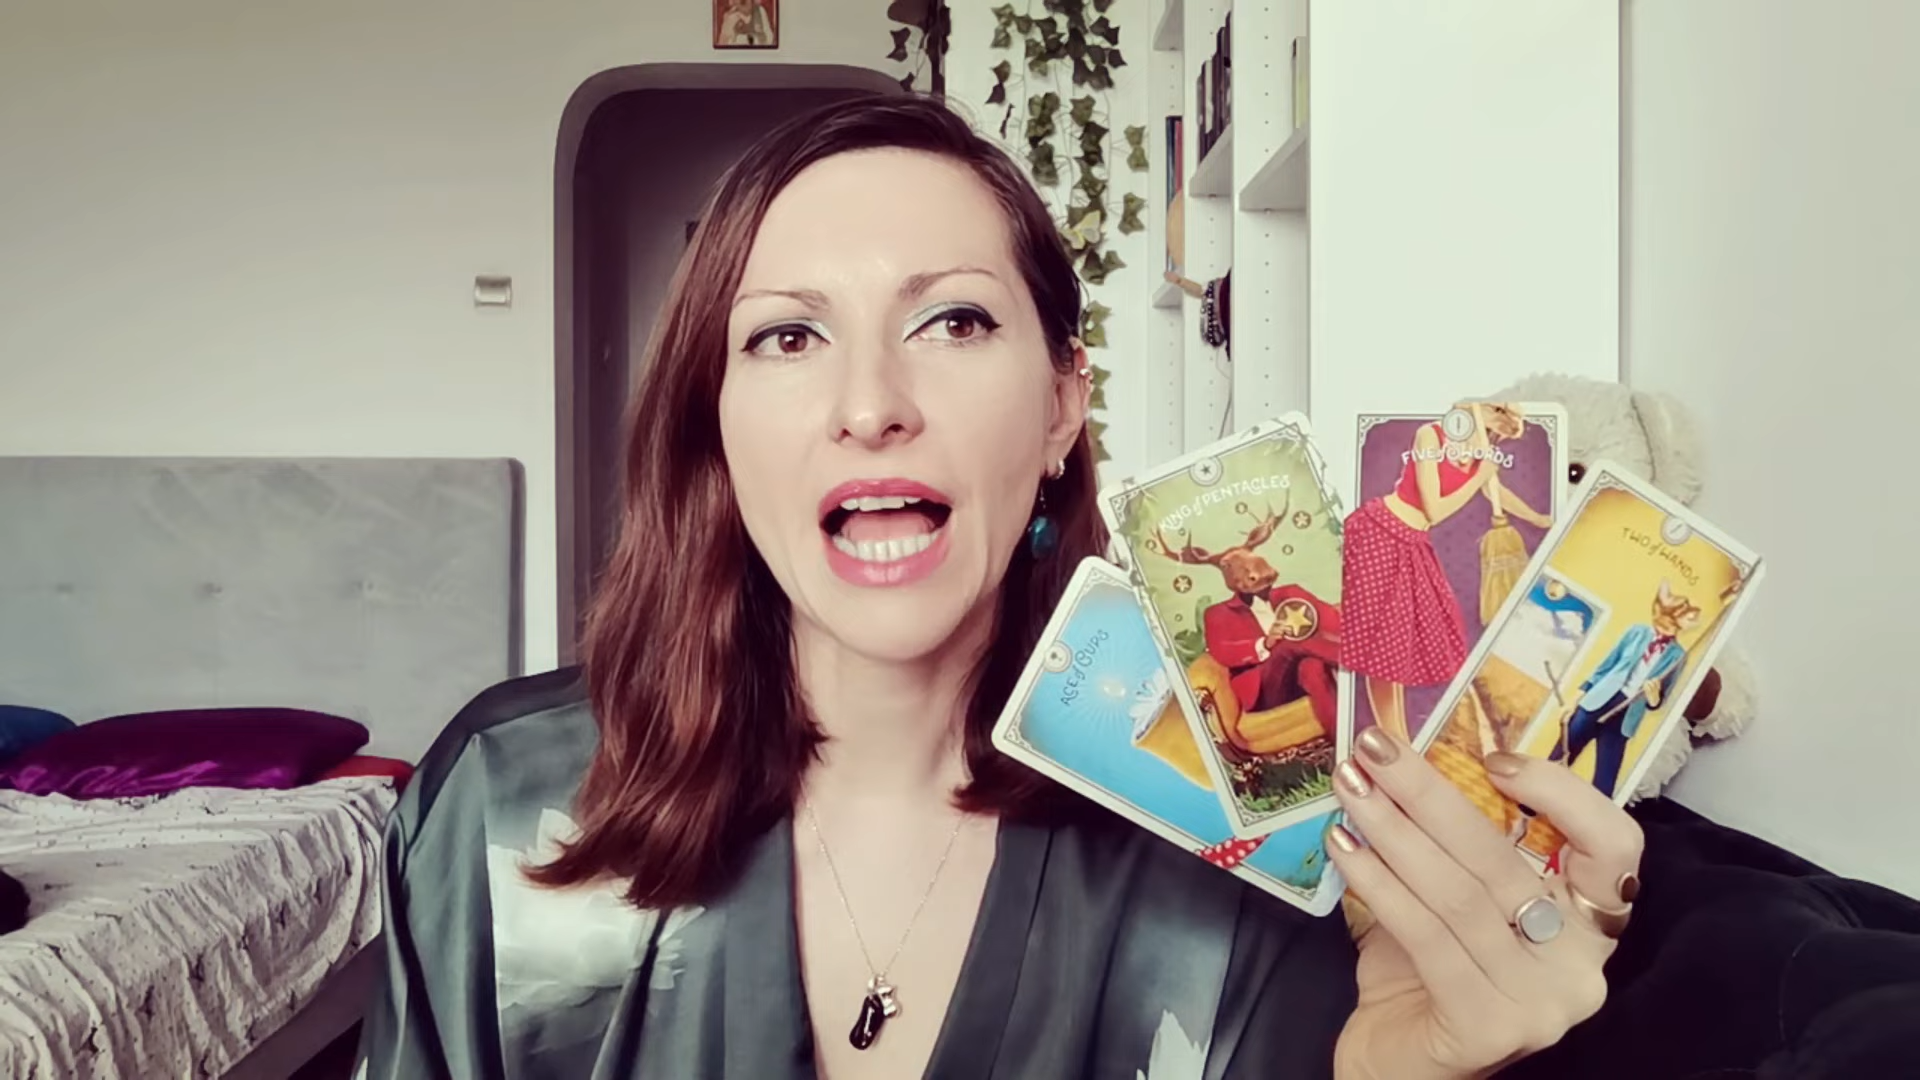 ACE of CUPS
KING of PENTACLES
FIVE of SWORDS
TWO of WANDS